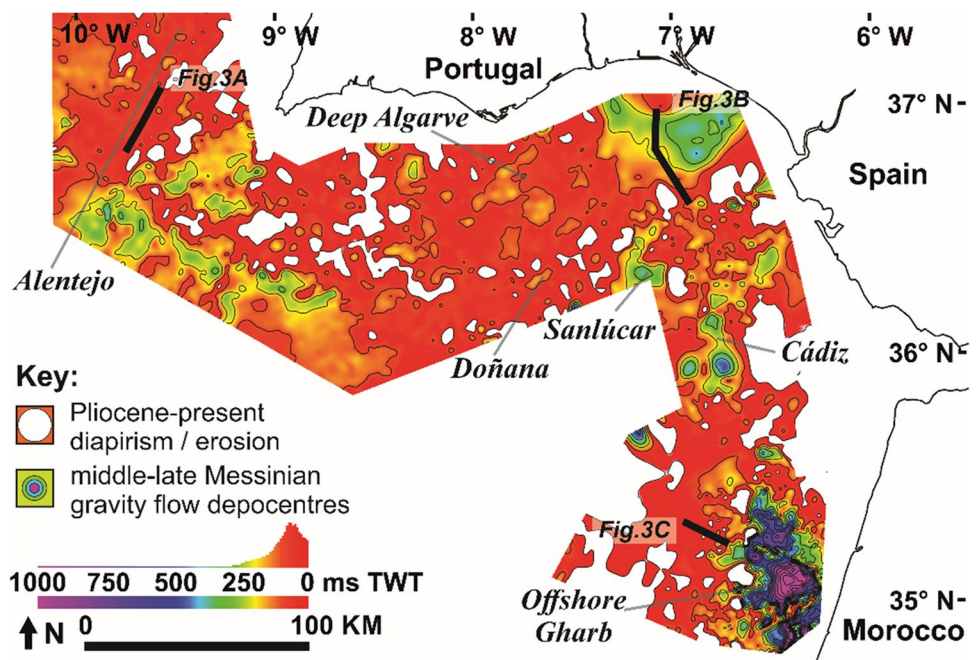 10° W
9° W
8° W
7° W
6° W
Portugal
Fig.3A
Fig.3B
37° N
Deep Algarve
Spain
Alentejo
Sanlúcar
Cádiz
Doñana
36° N
Key:
Pliocene-present
diapirism / erosion
middle-late Messinian
gravity flow depocentres
Fig.3C
1000 750 500 250 0 ms TWT
Offshore
Gharb
35° N
N
0 100 KM
Morocco